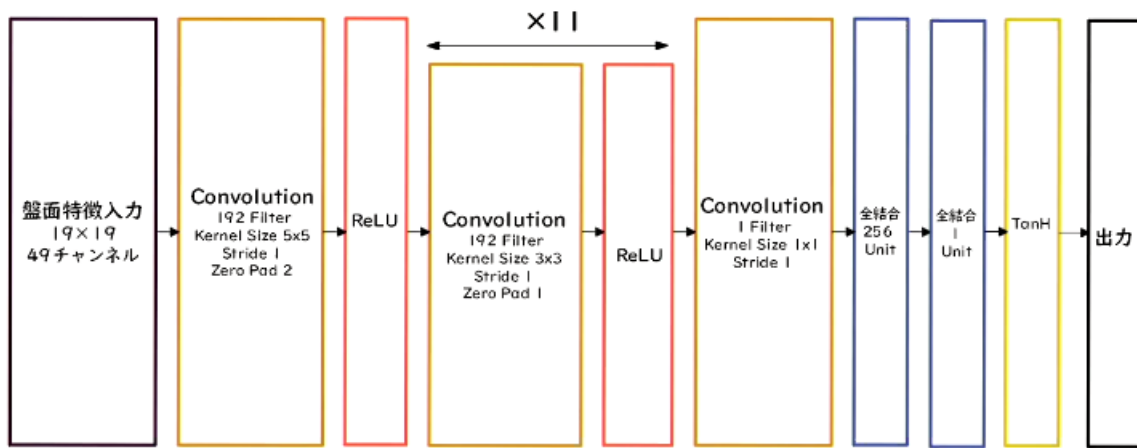 ×11
盤面特徴入力
19×19
49チャンネル
Convolution
192 Filter
Kernel Size 5x5
Stride 1
Zero Pad 2
ReLU
Convolution
192 Filter
Kernel Size 3x3
Stride 1
Zero Pad 1
ReLU
Convolution
1 Filter
Kernel Size 1x1
Stride 1
全結合
256
Unit
全結合
1
Unit
TanH
出力